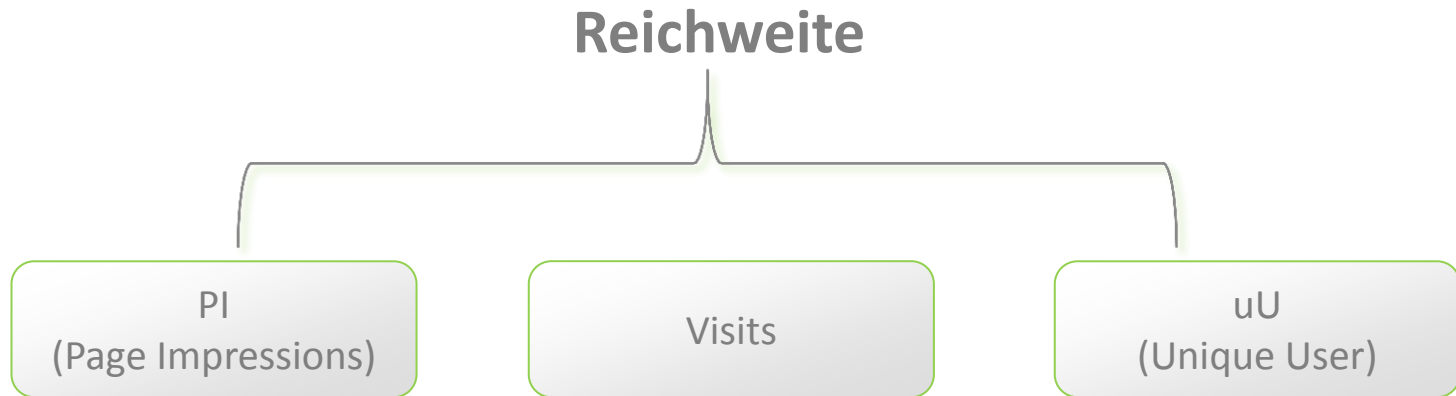 Reichweite
PI
(Page Impressions)
Visits
uU
(Unique User)